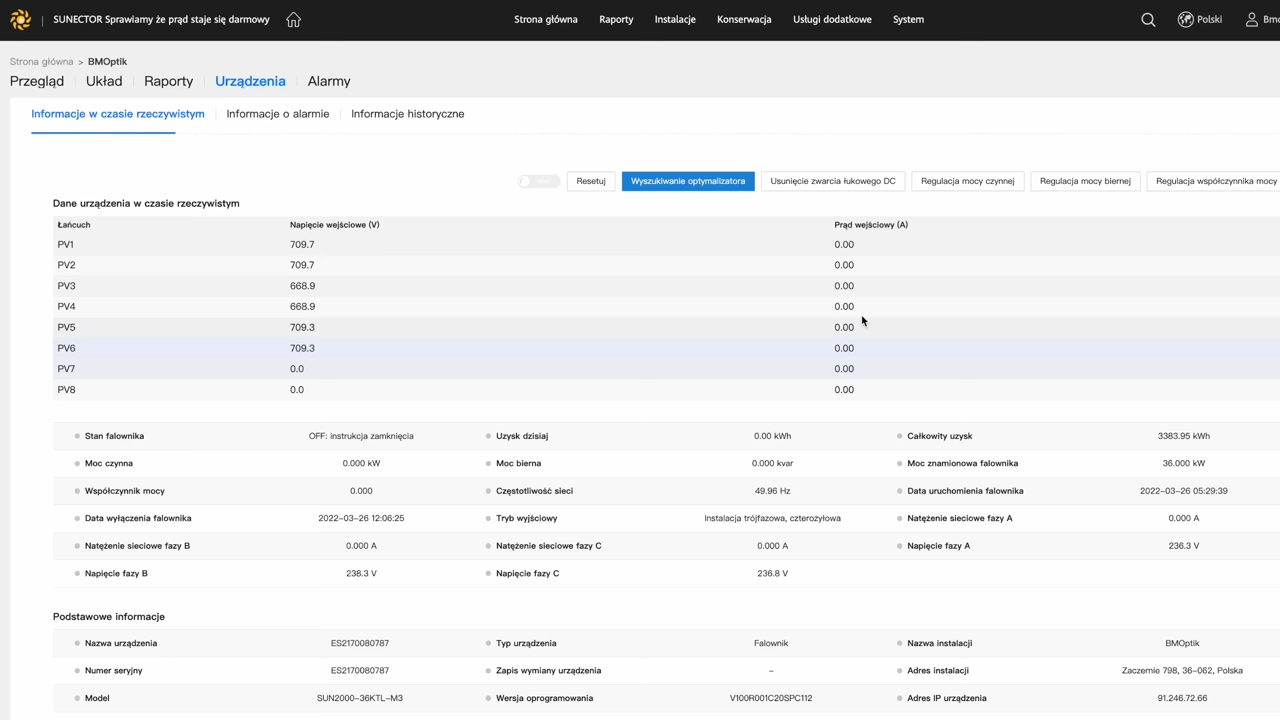 SUNECTOR Sprawiamy że prąd staje się darmowy Strona główna Raporty Instalacje Konserwacja Usługi dodatkowe System Polski
Strona główna > BMOptik
Przegląd Układ Raporty Urządzenia Alarmy
Informacje w czasie rzeczywistym Informacje o alarmie Informacje historyczne
Resetuj Wyszukiwanie optymalizatora Usunięcie zwarcia łukowego DC Regulacja mocy czynnej Regulacja mocy biernej Regulacja współczynnika mocy
Dane urządzenia w czasie rzeczywistym
Łańcuch Napięcie wejściowe (V) Prąd wejściowy (A)
PV1 709.7 0.00
PV2 709.7 0.00
PV3 668.9 0.00
PV4 668.9 0.00
PV5 709.3 0.00
PV6 709.3 0.00
PV7 0.0 0.00
PV8 0.0 0.00
Stan falownika OFF: instrukcja zamknięcia Uzysk dzisiaj 0.00 kWh Całkowity uzysk 3383.95 kWh
Moc czynna 0.000 kW Moc bierna 0.000 kvar Moc znamionowa falownika 36.000 kW
Współczynnik mocy 0.000 Częstotliwość sieci 49.96 Hz Data uruchomienia falownika 2022-03-26 05:29:39
Data wyłączenia falownika 2022-03-26 12:06:25 Tryb wyjściowy Instalacja trójfazowa, czterożyłowa Natężenie sieciowe fazy A 0.000 A
Natężenie sieciowe fazy B 0.000 A Natężenie sieciowe fazy C 0.000 A Napięcie fazy A 236.3 V
Napięcie fazy B 238.3 V Napięcie fazy C 236.8 V
Podstawowe informacje
Nazwa urządzenia ES2170080787 Typ urządzenia Falownik Nazwa instalacji BMOptik
Numer seryjny ES2170080787 Zapis wymiany urządzenia – Adres instalacji Zaczernie 798, 36-062, Polska
Model SUN2000-36KTL-M3 Wersja oprogramowania V100R001C20SPC112 Adres IP urządzenia 91.246.72.66